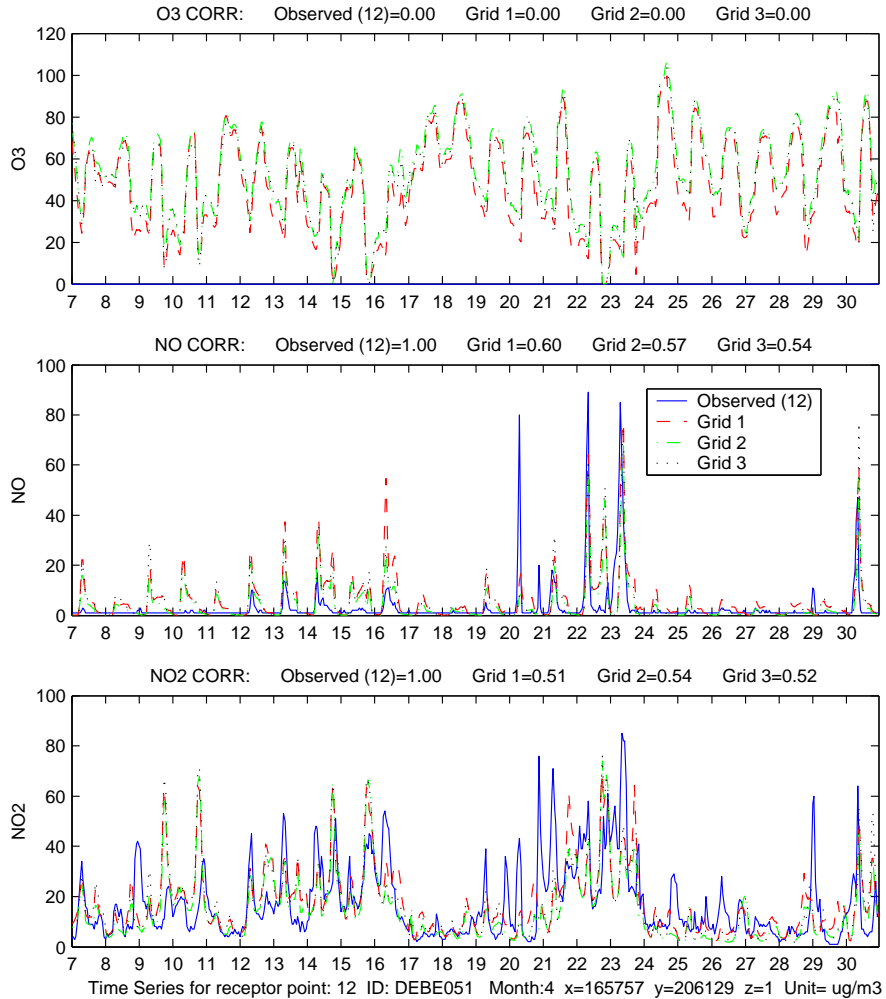 O3 CORR: Observed (12)=0.00 Grid 1=0.00 Grid 2=0.00 Grid 3=0.00
120
100
80
60
40
20
0
O3
7 8 9 10 11 12 13 14 15 16 17 18 19 20 21 22 23 24 25 26 27 28 29 30
NO CORR: Observed (12)=1.00 Grid 1=0.60 Grid 2=0.57 Grid 3=0.54
100
80
60
40
20
0
NO
Observed (12)
Grid 1
Grid 2
Grid 3
7 8 9 10 11 12 13 14 15 16 17 18 19 20 21 22 23 24 25 26 27 28 29 30
NO2 CORR: Observed (12)=1.00 Grid 1=0.51 Grid 2=0.54 Grid 3=0.52
100
80
60
40
20
0
NO2
7 8 9 10 11 12 13 14 15 16 17 18 19 20 21 22 23 24 25 26 27 28 29 30
Time Series for receptor point: 12 ID: DEBE051 Month:4 x=165757 y=206129 z=1 Unit= ug/m3